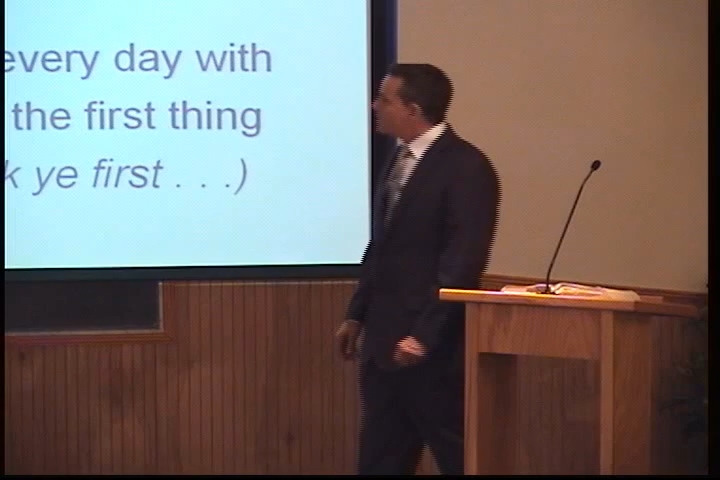 every day with
the first thing
k ye first . . .)